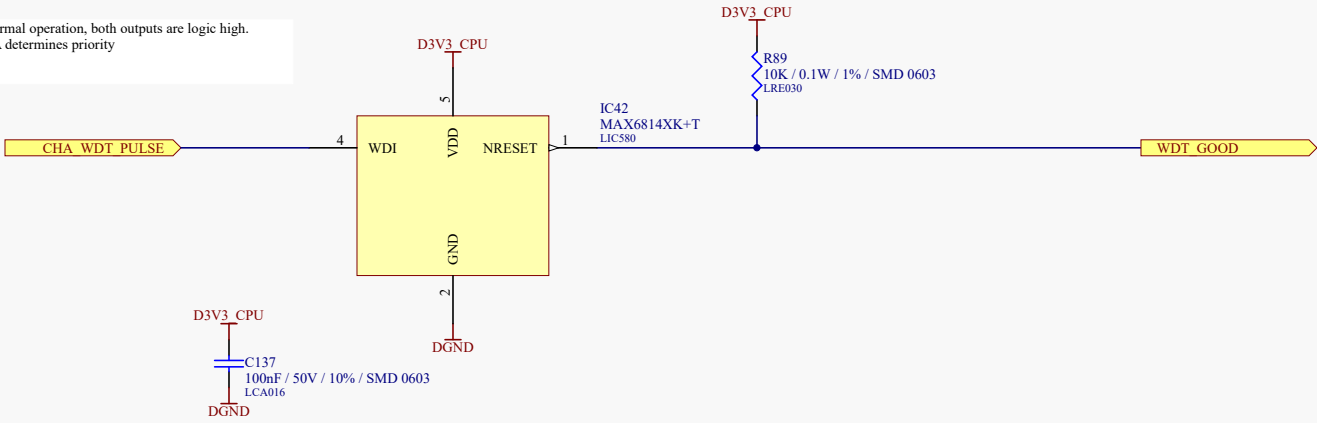 rmal operation, both outputs are logic high.
determines priority
D3V3_CPU
D3V3_CPU
R89
10K / 0.1W / 1% / SMD 0603
LRE030
5
IC42
MAX6814XK+T
LIC580
CHA_WDT_PULSE
4
WDI
VDD
NRESET
1
WDT_GOOD
GND
2
D3V3_CPU
DGND
C137
100nF / 50V / 10% / SMD 0603
LCA016
DGND